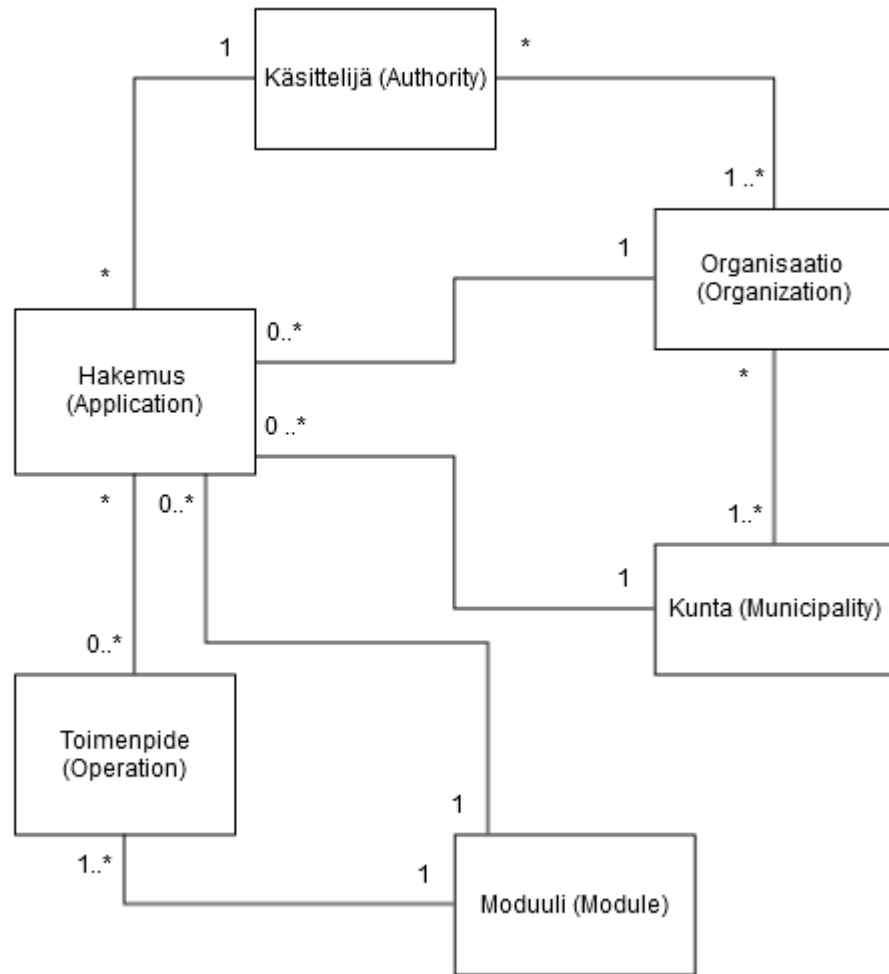 1
Käsittelijä (Authority)
*
1 ..*
*
1
Organisaatio
(Organization)
0..*
Hakemus
(Application)
*
0 ..*
*
0..*
1..*
1
Kunta (Municipality)
0..*
Toimenpide
(Operation)
1
1..*
1
Moduuli (Module)